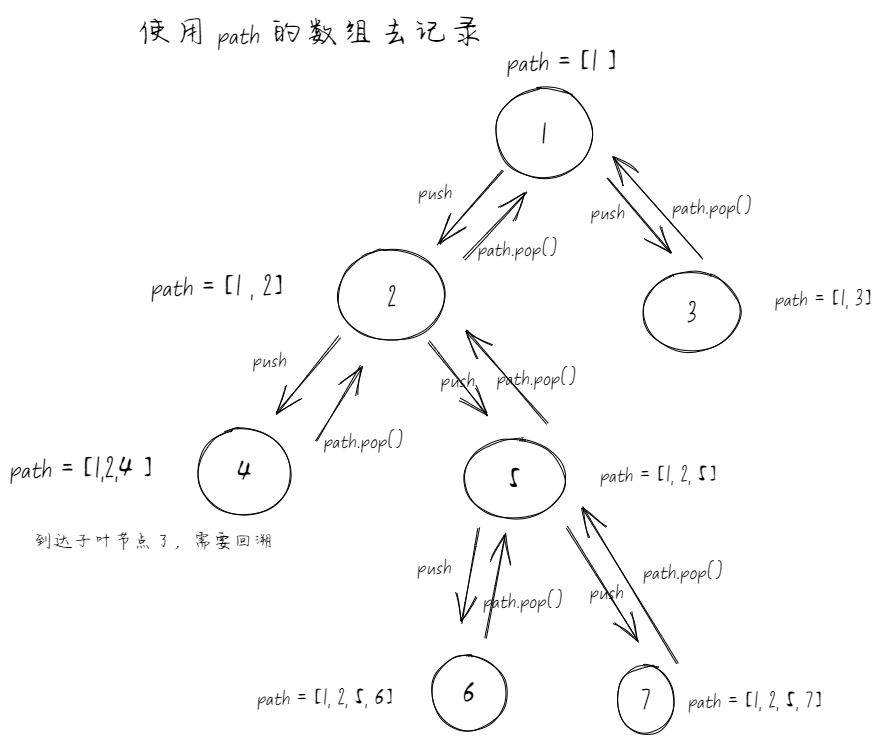 使用 path 的数组去记录
path = [1 ]
1
push
path.pop()
push
path.pop()
path = [1 , 2]
2
3
path = [1, 3]
push
path.pop()
push
path.pop()
path = [1,2,4 ]
4
5
path = [1, 2, 5]
到达子叶节点了，需要回溯
push
path.pop()
push
path.pop()
path = [1, 2, 5, 6]
6
7
path = [1, 2, 5, 7]